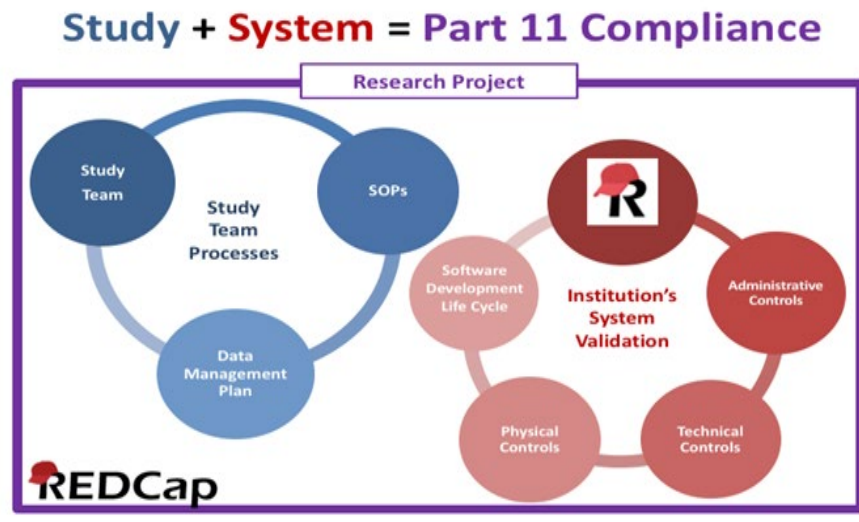 Study + System = Part 11 Compliance
Research Project
Study
Team
SOPs
Study
Team
Processes
Data
Management
Plan
R
Software
Development
Life Cycle
Institution's
System
Validation
Administrative
Controls
Physical
Controls
Technical
Controls
REDCap